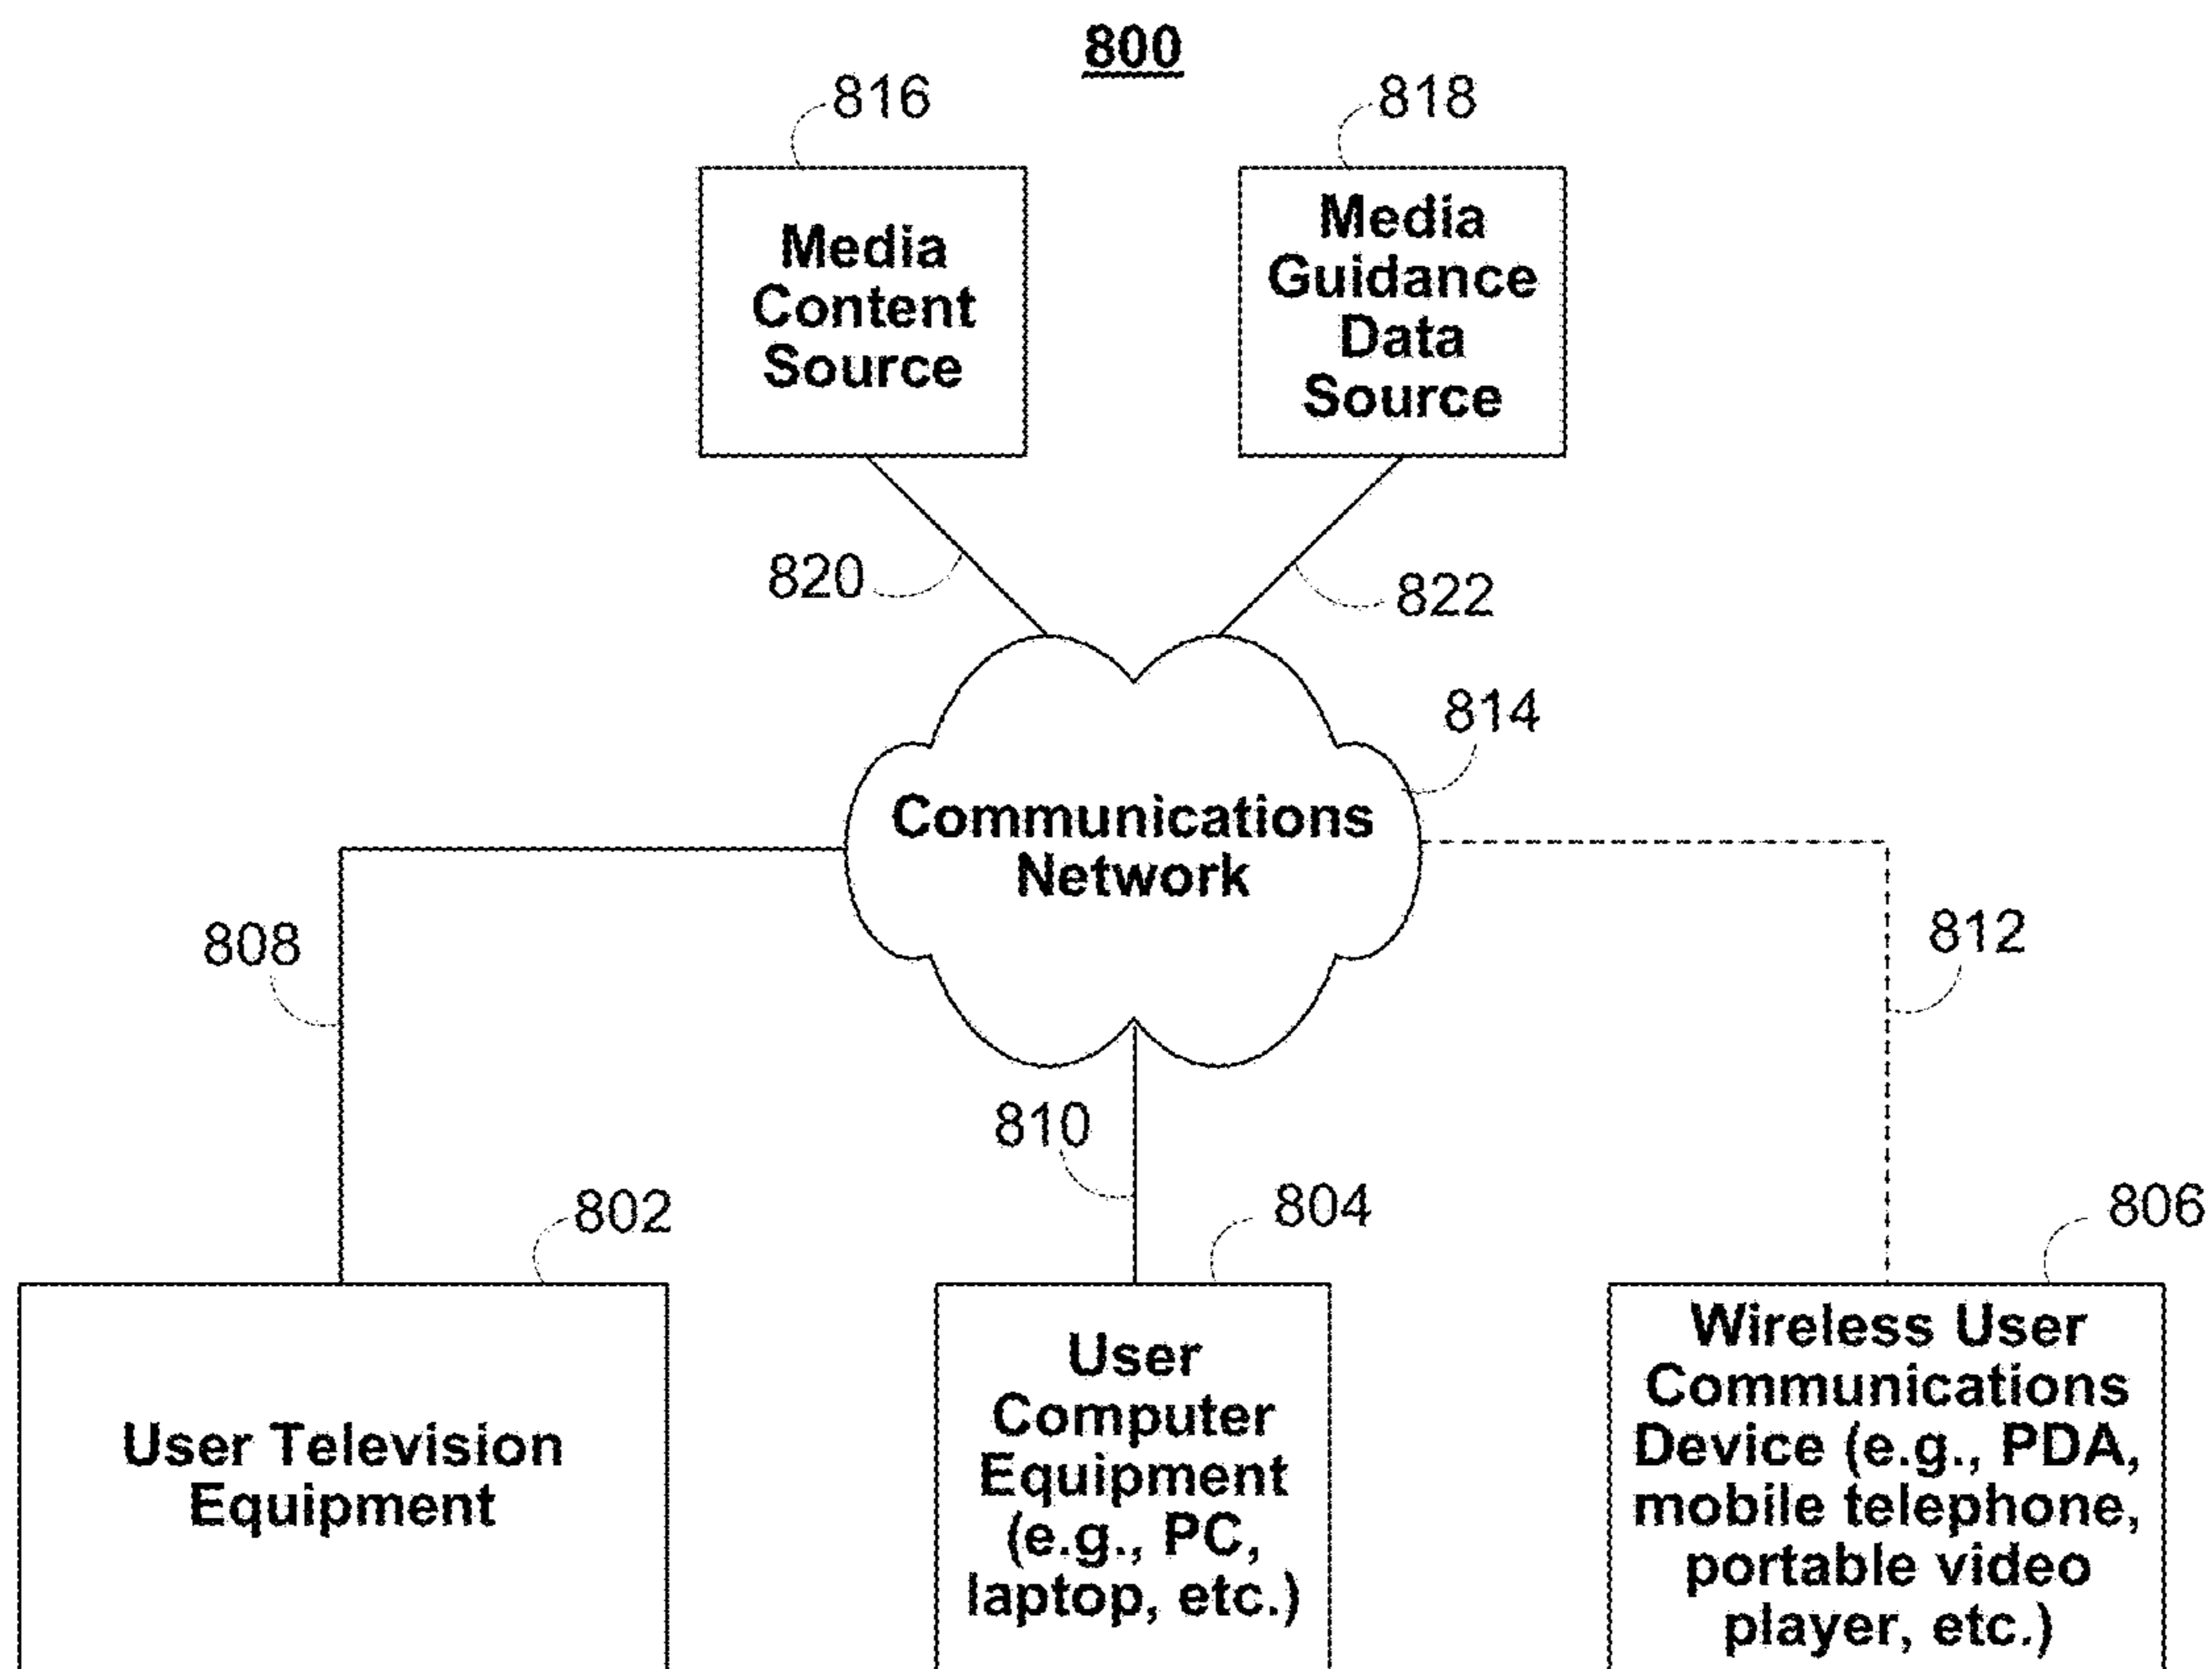 800
816
818
Media
Content
Source
Media
Guidance
Data
Source
820
822
814
Communications
Network
808
812
810
802
804
806
User Television
Equipment
User
Computer
Equipment
(e.g., PC,
laptop, etc.)
Wireless User
Communications
Device (e.g., PDA,
mobile telephone,
portable video
player, etc.)